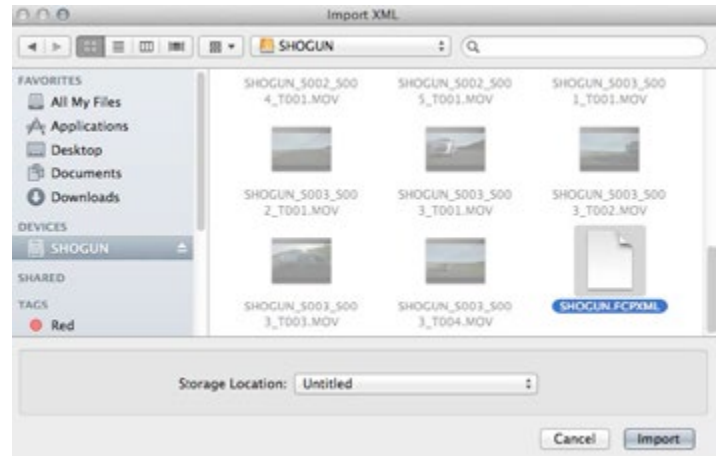 Import XML
SHOGUN
FAVORITES
All My Files
Applications
Desktop
Documents
Downloads
DEVICES
SHOGUN
SHARED
TAGS
Red
SHOGUN_S002_S00
4_T001.MOV
SHOGUN_S002_S00
5_T001.MOV
SHOGUN_S003_S00
1_T001.MOV
SHOGUN_S003_S00
2_T001.MOV
SHOGUN_S003_S00
3_T001.MOV
SHOGUN_S003_S00
3_T002.MOV
SHOGUN_S003_S00
3_T003.MOV
SHOGUN_S003_S00
3_T004.MOV
SHOGUN.FCPXML
Storage Location: Untitled
Cancel Import